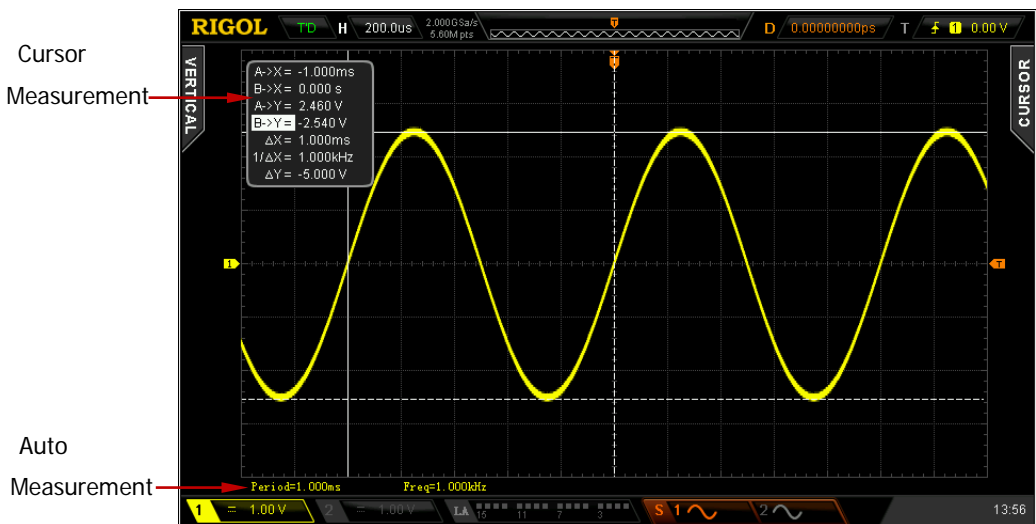 RIGOL T'D H 200.0us 2.000GSa/s 5.60M pts D 0.00000000ps T 1 0.00 V
Cursor
Measurement
VERTICAL
CURSOR
A->X = -1.000ms
B->X = 0.000 s
A->Y = 2.460 V
B->Y = -2.540 V
ΔX = 1.000ms
1/ΔX = 1.000kHz
ΔY = -5.000 V
1
T
Auto
Measurement
Period=1.000ms Freq=1.000kHz
1 = 1.00 V 2 = 1.00 V LA 15 11 7 3 S 1 2 13:56